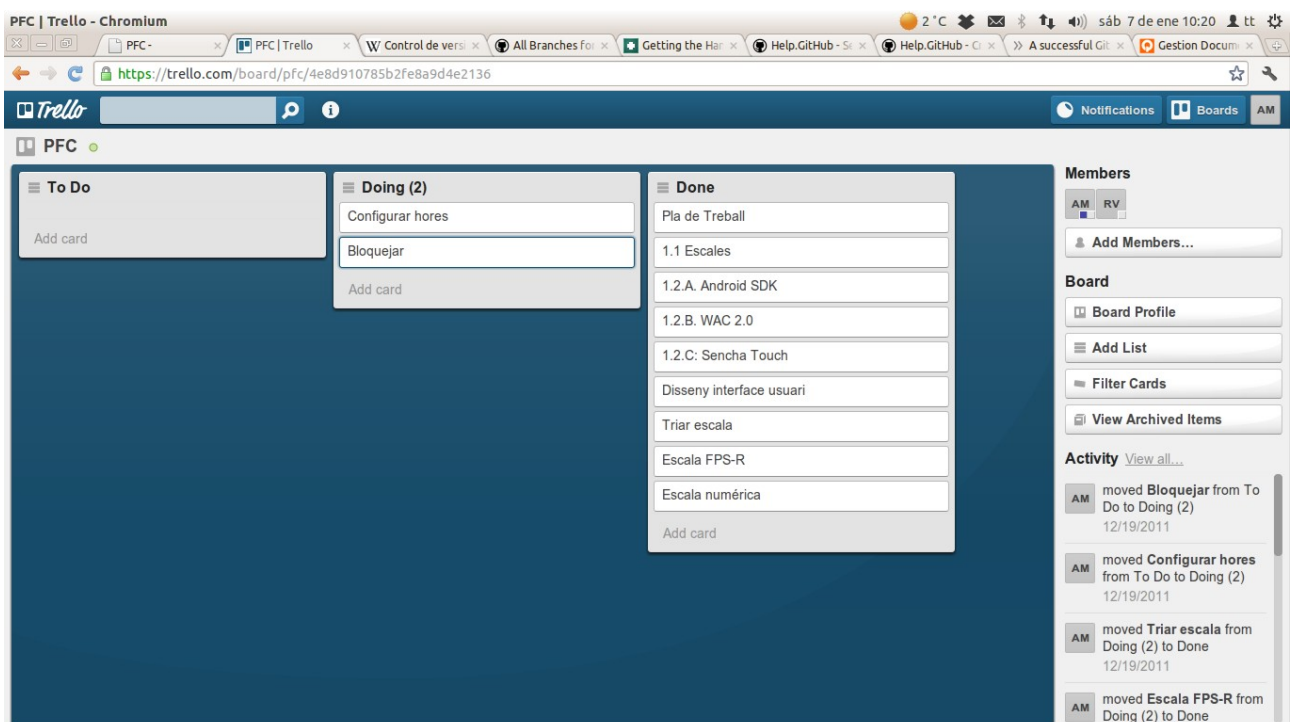 PFC | Trello - Chromium
2 °C
sáb 7 de ene 10:20
tt
PFC -
PFC | Trello
Control de versi
All Branches for
Getting the Har
Help.GitHub - Se
Help.GitHub - Cr
A successful Git
Gestion Docum
https://trello.com/board/pfc/4e8d910785b2fe8a9d4e2136
Trello
Notifications
Boards
AM
PFC
To Do
Add card
Doing (2)
Configurar hores
Bloquejar
Add card
Done
Pla de Treball
1.1 Escales
1.2.A. Android SDK
1.2.B. WAC 2.0
1.2.C: Sencha Touch
Disseny interface usuari
Triar escala
Escala FPS-R
Escala numérica
Add card
Members
AM RV
Add Members...
Board
Board Profile
Add List
Filter Cards
View Archived Items
Activity View all...
AM
moved Bloquejar from To
Do to Doing (2)
12/19/2011
AM
moved Configurar hores
from To Do to Doing (2)
12/19/2011
AM
moved Triar escala from
Doing (2) to Done
12/19/2011
AM
moved Escala FPS-R from
Doing (2) to Done